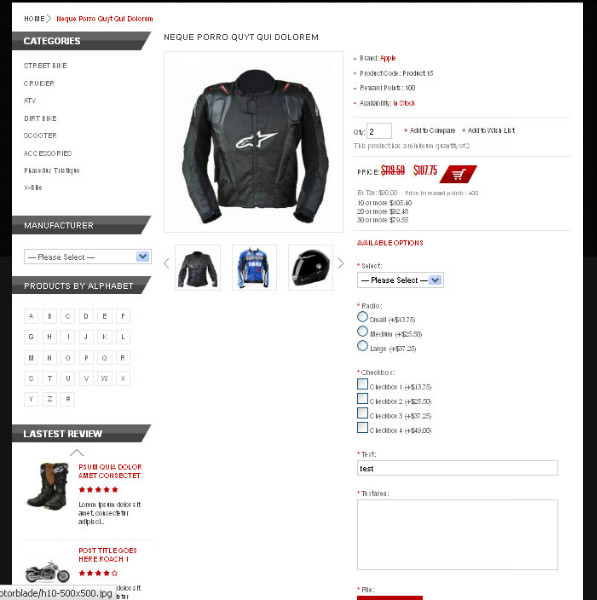 HOME Neque Porro Quyt Qui Dolorem
CATEGORIES
STREET BIKE
CRUISER
ATV
DIRT BIKE
SCOOTER
ACCESSORIES
Phasellus Tristique
X-Bike
MANUFACTURER
--- Please Select ---
PRODUCTS BY ALPHABET
A B C D E F
G H I J K L
M N O P Q R
S T U V W X
Y Z #
LASTEST REVIEW
PSUM QUIA DOLOR
AMET CONSECTET
Lorem ipsum dolor sit
amet, consectetur
adipisci..
POST TITLE GOES
HERE ROACH 1
Lorem ipsum dolor sit
otorblade/h10-500x500.jpg
NEQUE PORRO QUYT QUI DOLOREM
alpinestars
Brand: Apple
Product Code: Product 15
Reward Points: 100
Availability: In Stock
Qty: 2 + Add to Compare + Add to Wish List
This product has a minimum quantity of 2
PRICE: $119.50 $107.75
Ex Tax: $90.00 Price in reward points: 400
10 or more $105.40
20 or more $92.48
30 or more $79.55
AVAILABLE OPTIONS
* Select:
--- Please Select ---
* Radio:
Small (+$13.75)
Medium (+$25.50)
Large (+$37.25)
* Checkbox:
Checkbox 1 (+$13.75)
Checkbox 2 (+$25.50)
Checkbox 3 (+$37.25)
Checkbox 4 (+$49.00)
* Text:
test
* Textarea:
* File: